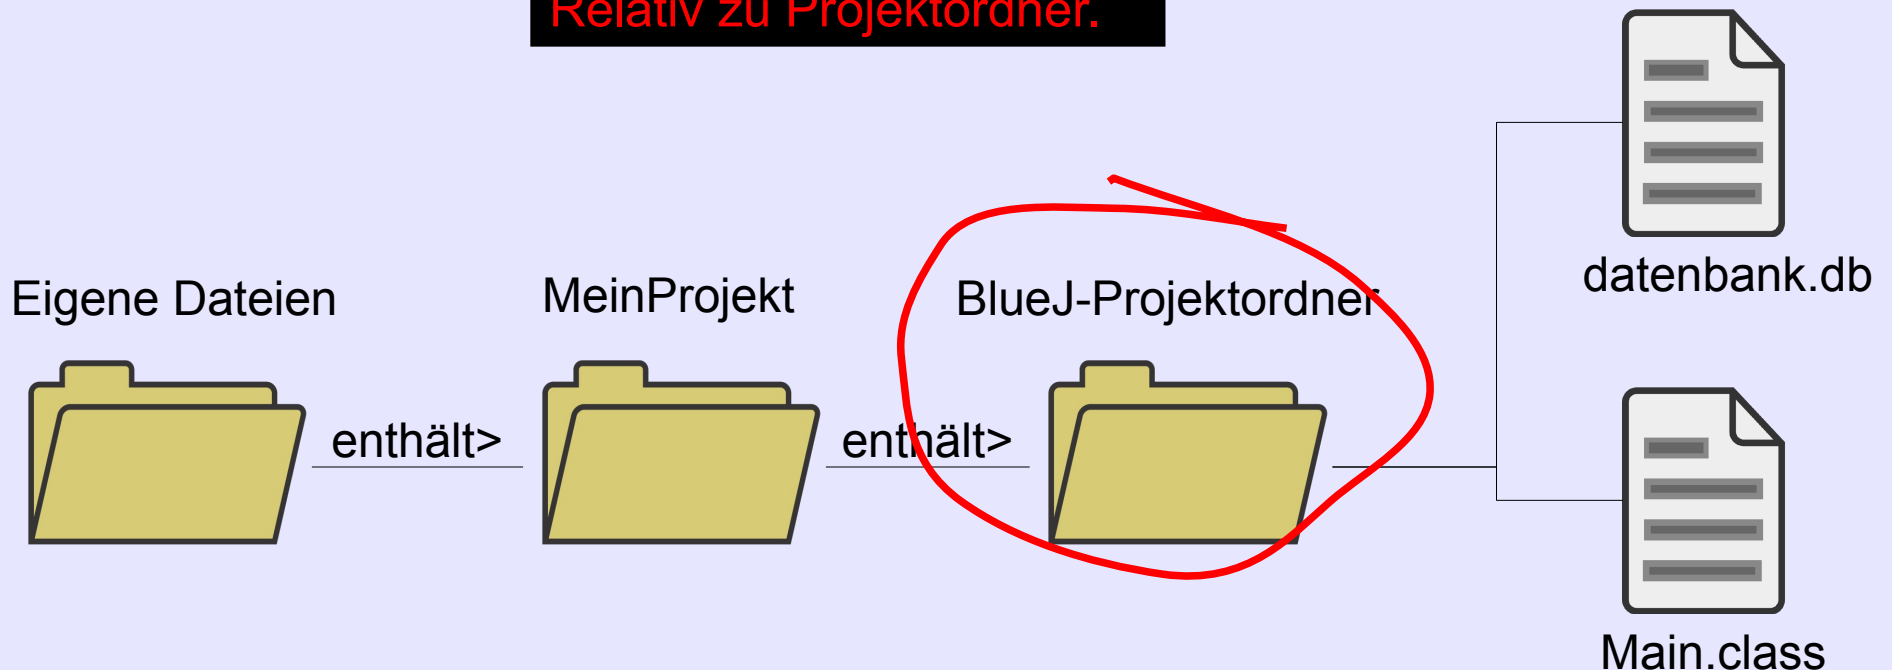 Relativ zu Projektordner.
datenbank.db
Eigene Dateien
MeinProjekt
BlueJ-Projektordner
enthält>
enthält>
Main.class